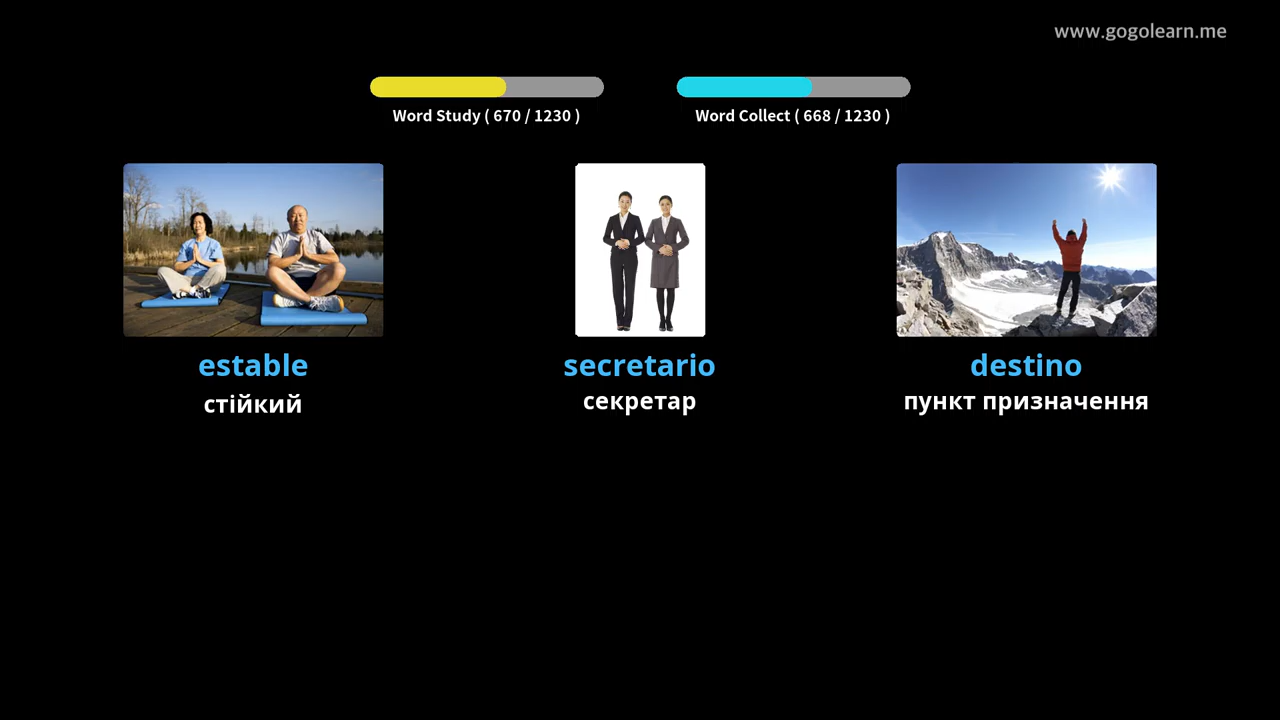 www.gogolearn.me
Word Study ( 670 / 1230 )
Word Collect ( 668 / 1230 )
estable
стійкий
secretario
секретар
destino
пункт призначення